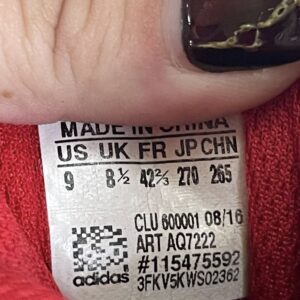 MADE IN CHINA
US UK FR JP CHN
9 8½ 42⅔ 270 265
CLU 600001 08/16
ART AQ7222
#115475592
adidas 3FKV5KWS02362